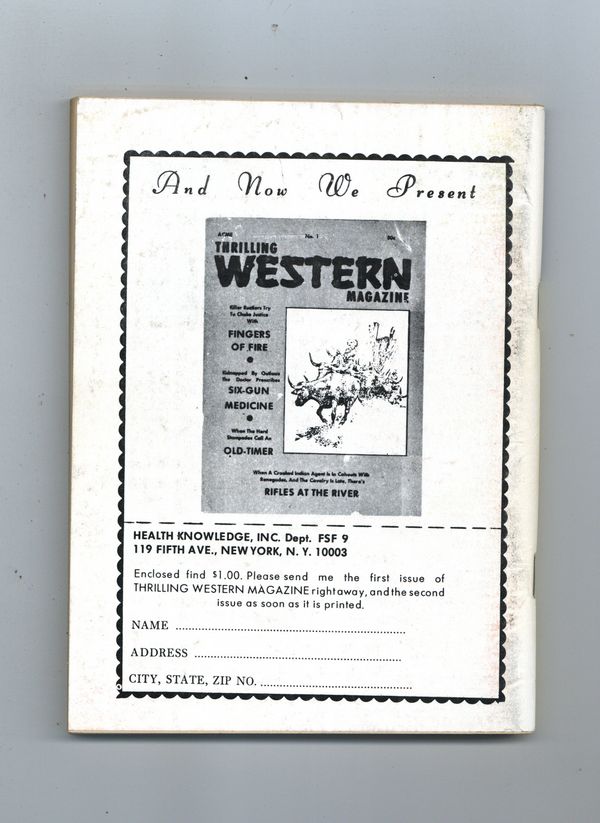 And Now We Present
ACME No. 1 50c
THRILLING
WESTERN
MAGAZINE
Killer Rustlers Try
To Choke Justice
With
FINGERS
OF FIRE
Kidnapped By Outlaws
The Doctor Prescribes
SIX-GUN
MEDICINE
When The Herd
Stampedes Call An
OLD-TIMER
When A Crooked Indian Agent Is In Cahoots With
Renegades, And The Cavalry Is Late, There's
RIFLES AT THE RIVER
HEALTH KNOWLEDGE, INC. Dept. FSF 9
119 FIFTH AVE., NEW YORK, N. Y. 10003
Enclosed find $1.00. Please send me the first issue of
THRILLING WESTERN MAGAZINE right away, and the second
issue as soon as it is printed.
NAME
ADDRESS
CITY, STATE, ZIP NO.